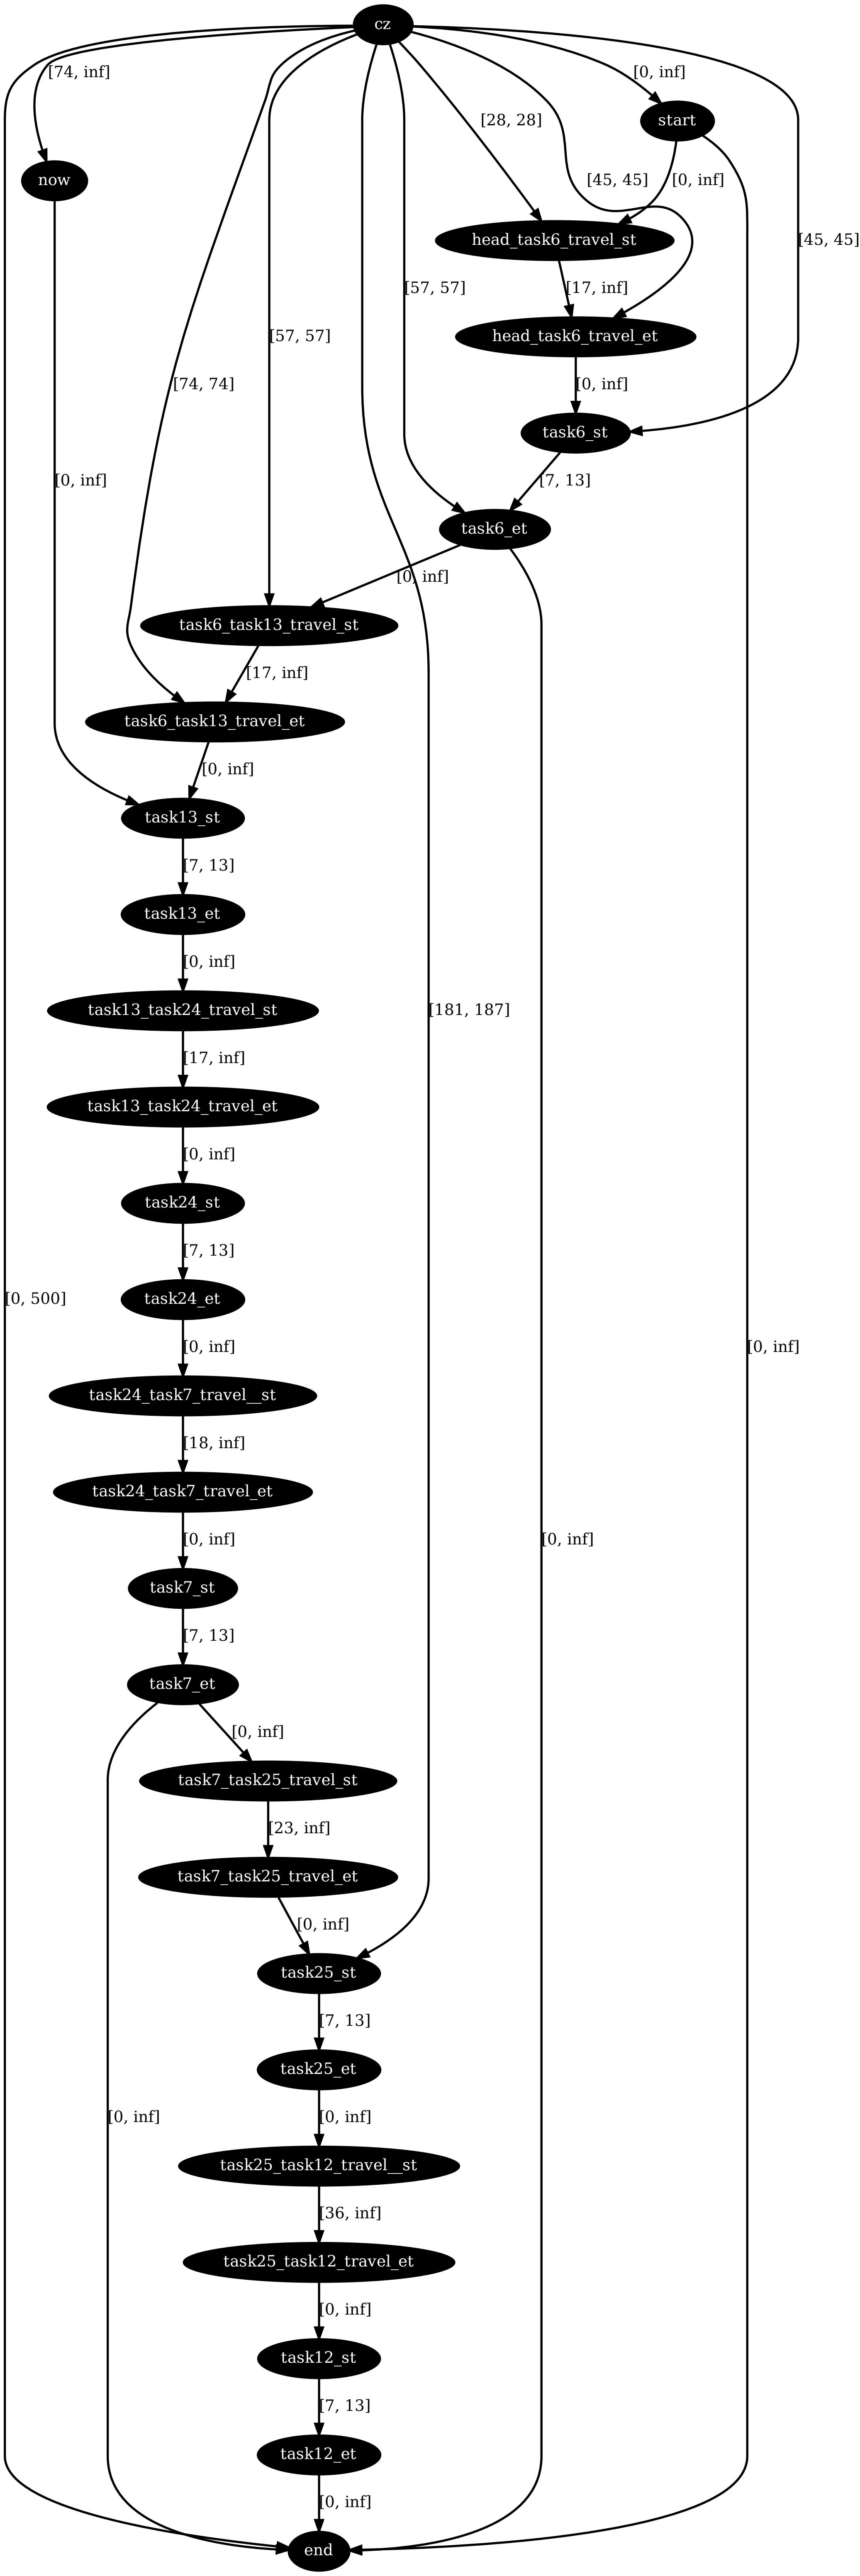 cz
[74, inf]
[0, inf]
start
[28, 28]
now
[45, 45]
[0, inf]
head_task6_travel_st
[45, 45]
[57, 57]
[17, inf]
[57, 57]
head_task6_travel_et
[74, 74]
[0, inf]
task6_st
[0, inf]
[7, 13]
task6_et
[0, inf]
task6_task13_travel_st
[17, inf]
task6_task13_travel_et
[0, inf]
task13_st
[7, 13]
task13_et
[0, inf]
task13_task24_travel_st
[181, 187]
[17, inf]
task13_task24_travel_et
[0, inf]
task24_st
[7, 13]
task24_et
[0, 500]
[0, inf]
[0, inf]
task24_task7_travel__st
[18, inf]
task24_task7_travel_et
[0, inf]
[0, inf]
task7_st
[7, 13]
task7_et
[0, inf]
task7_task25_travel_st
[23, inf]
task7_task25_travel_et
[0, inf]
task25_st
[7, 13]
task25_et
[0, inf]
[0, inf]
task25_task12_travel__st
[36, inf]
task25_task12_travel_et
[0, inf]
task12_st
[7, 13]
task12_et
[0, inf]
end